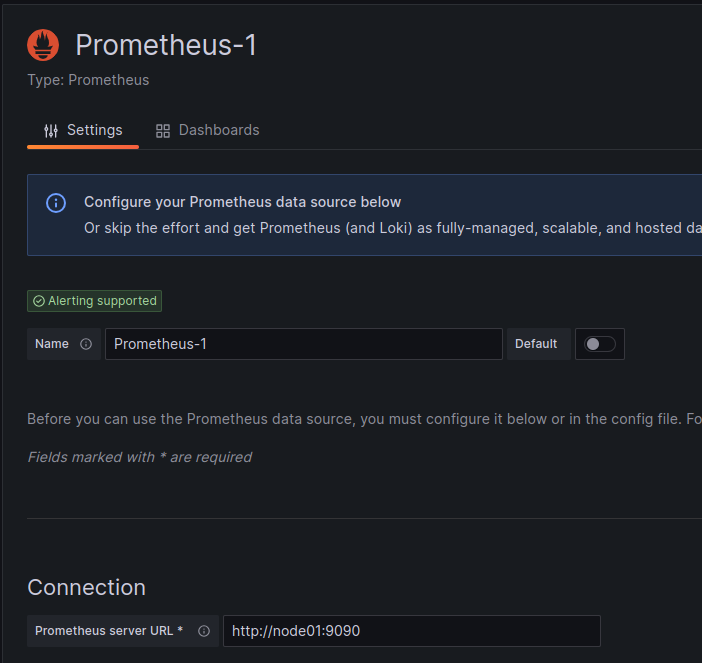 Prometheus-1
Type: Prometheus
Settings Dashboards
Configure your Prometheus data source below
Or skip the effort and get Prometheus (and Loki) as fully-managed, scalable, and hosted da
Alerting supported
Name Prometheus-1 Default
Before you can use the Prometheus data source, you must configure it below or in the config file. Fo
Fields marked with * are required
Connection
Prometheus server URL * http://node01:9090